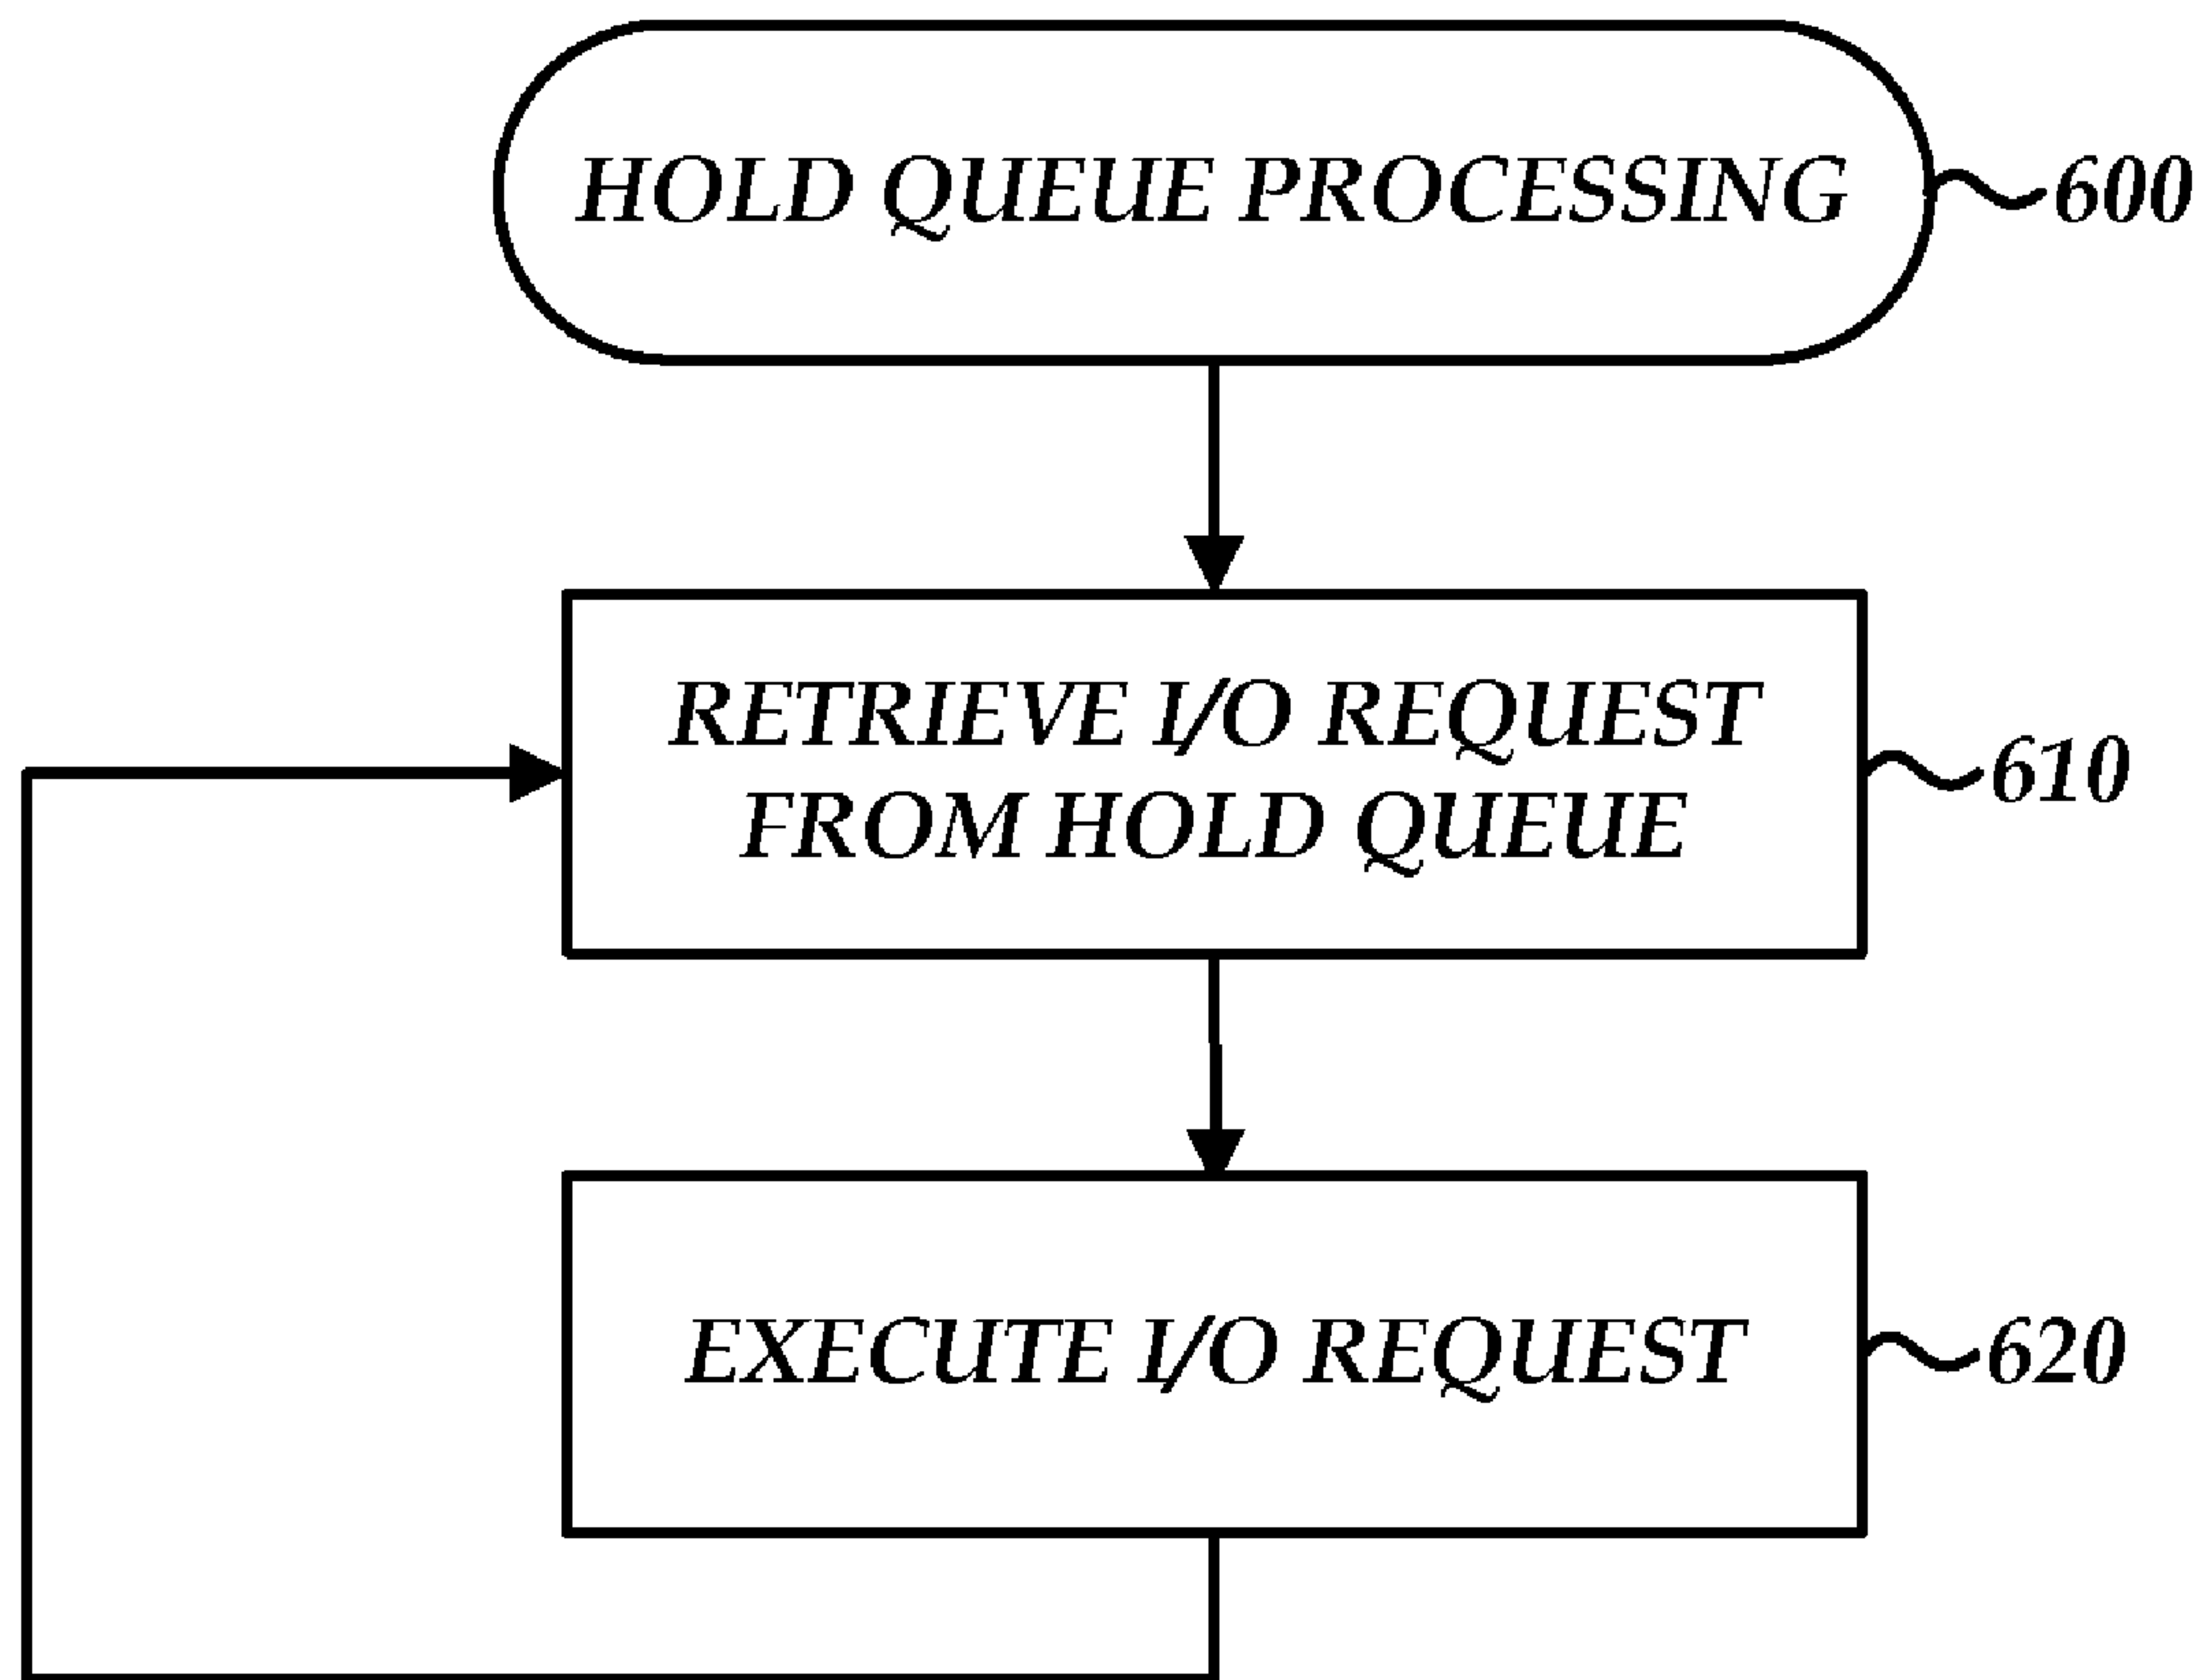 HOLD QUEUE PROCESSING
600
RETRIEVE I/O REQUEST
FROM HOLD QUEUE
610
EXECUTE I/O REQUEST
620